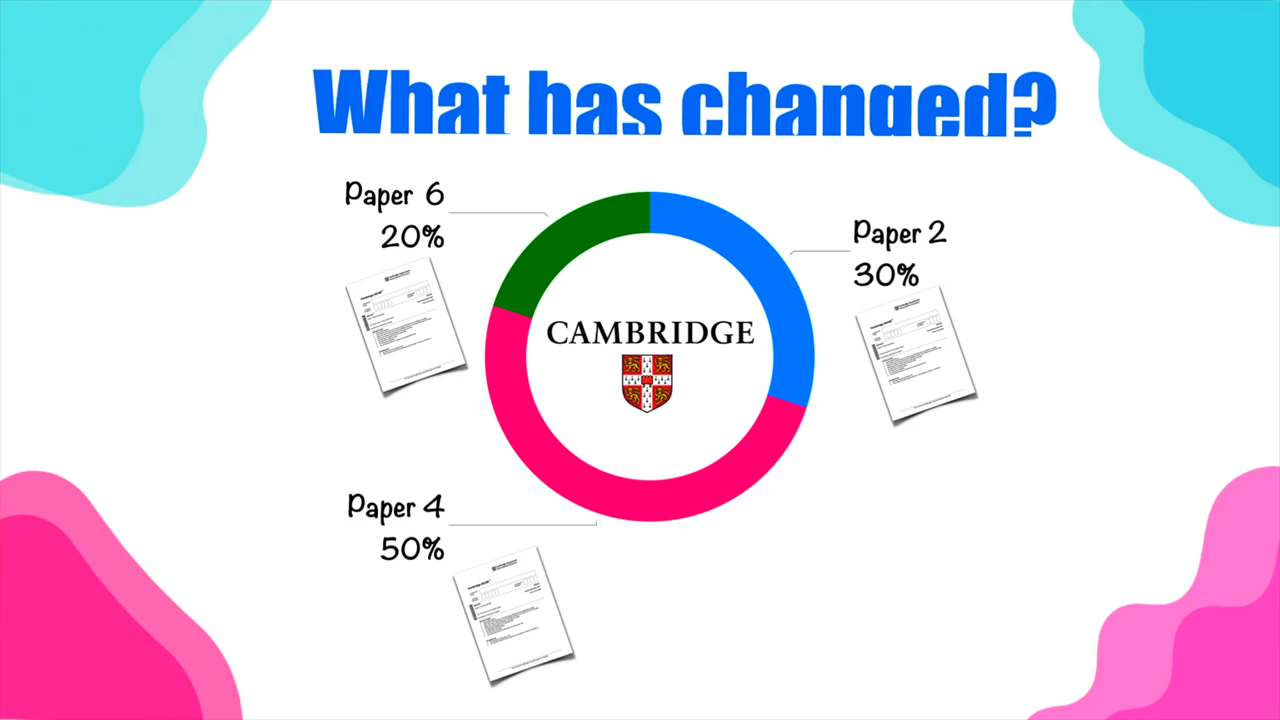 What has changed?
Paper 6
20%
Paper 2
30%
CAMBRIDGE
Paper 4
50%